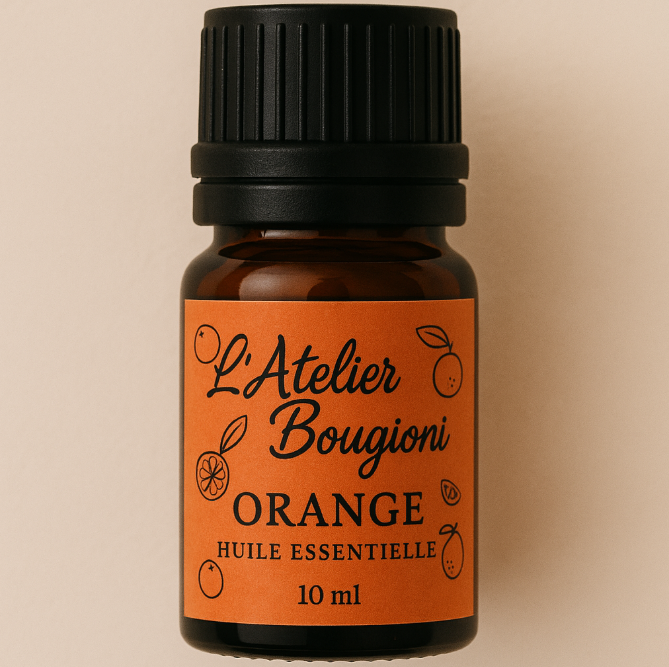 L'Atelier
Bougioni
ORANGE
HUILE ESSENTIELLE
10 ml